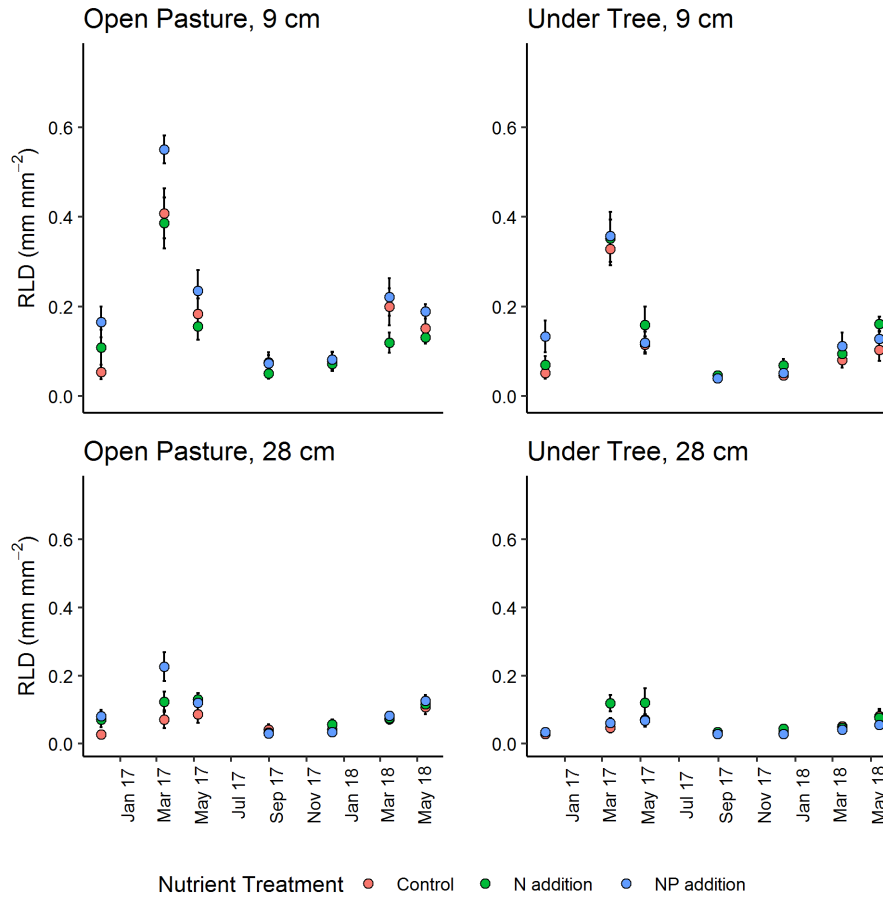 Open Pasture, 9 cm
Under Tree, 9 cm
RLD (mm mm⁻²)
0.6
0.4
0.2
0.0
0.6
0.4
0.2
0.0
Open Pasture, 28 cm
Under Tree, 28 cm
RLD (mm mm⁻²)
0.6
0.4
0.2
0.0
0.6
0.4
0.2
0.0
Jan 17
Mar 17
May 17
Jul 17
Sep 17
Nov 17
Jan 18
Mar 18
May 18
Jan 17
Mar 17
May 17
Jul 17
Sep 17
Nov 17
Jan 18
Mar 18
May 18
Nutrient Treatment Control N addition NP addition